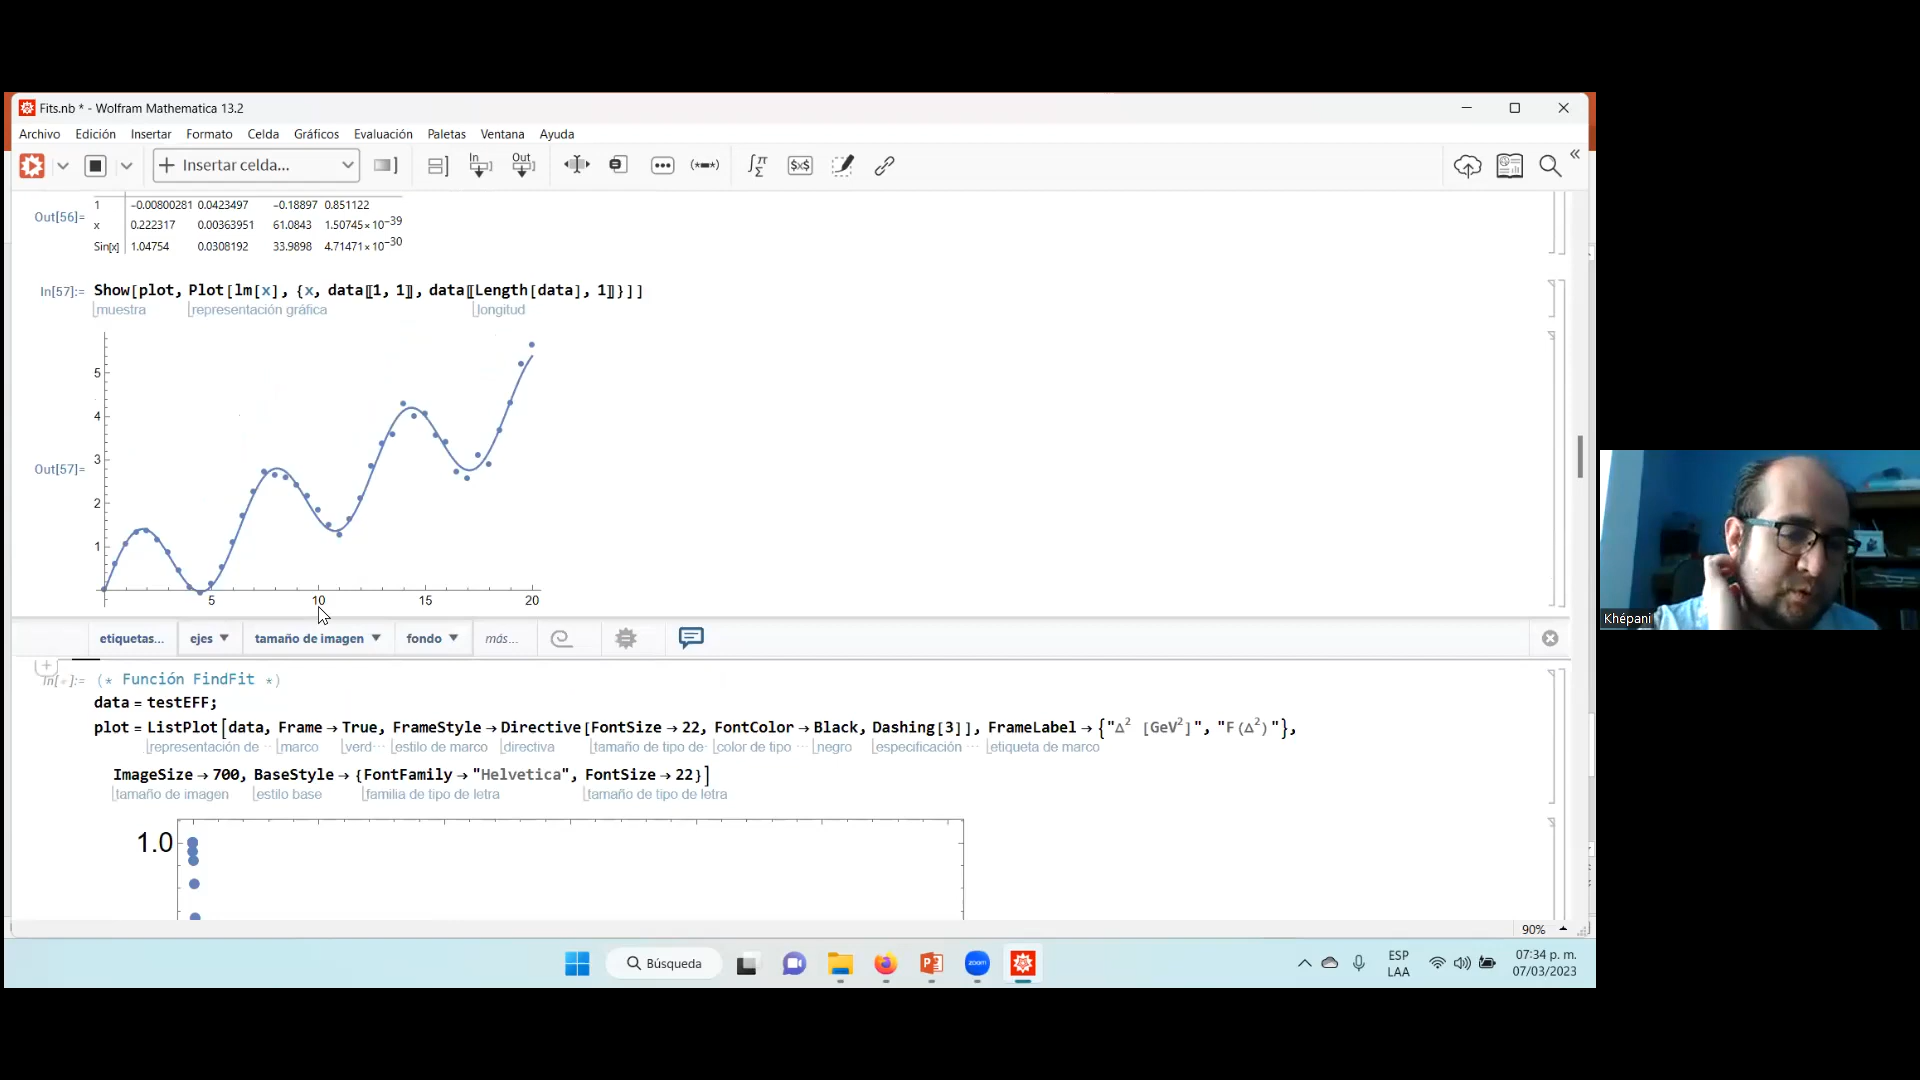 Fits.nb * - Wolfram Mathematica 13.2
Archivo Edición Insertar Formato Celda Gráficos Evaluación Paletas Ventana Ayuda
Insertar celda... In Out $x$
1 -0.00800281 0.0423497 -0.18897 0.851122
Out[56]=
x 0.222317 0.00363951 61.0843 1.50745×10^-39
Sin[x] 1.04754 0.0308192 33.9898 4.71471×10^-30
In[57]:= Show[plot, Plot[lm[x], {x, data[[1, 1]], data[[Length[data], 1]]}]]
muestra representación gráfica longitud
5
4
3
Out[57]=
2
1
5 10 15 20
etiquetas... ejes tamaño de imagen fondo más...
In[ ]:= (* Función FindFit *)
data = testEFF;
plot = ListPlot[data, Frame → True, FrameStyle → Directive[FontSize → 22, FontColor → Black, Dashing[3]], FrameLabel → {"Δ² [GeV²]", "F(Δ²)"},
representación de ··· marco verd··· estilo de marco directiva tamaño de tipo de· color de tipo ··· negro especificación ··· etiqueta de marco
ImageSize → 700, BaseStyle → {FontFamily → "Helvetica", FontSize → 22}]
tamaño de imagen estilo base familia de tipo de letra tamaño de tipo de letra
1.0
90%
Khépani
Búsqueda
zoom
ESP
LAA
07:34 p. m.
07/03/2023